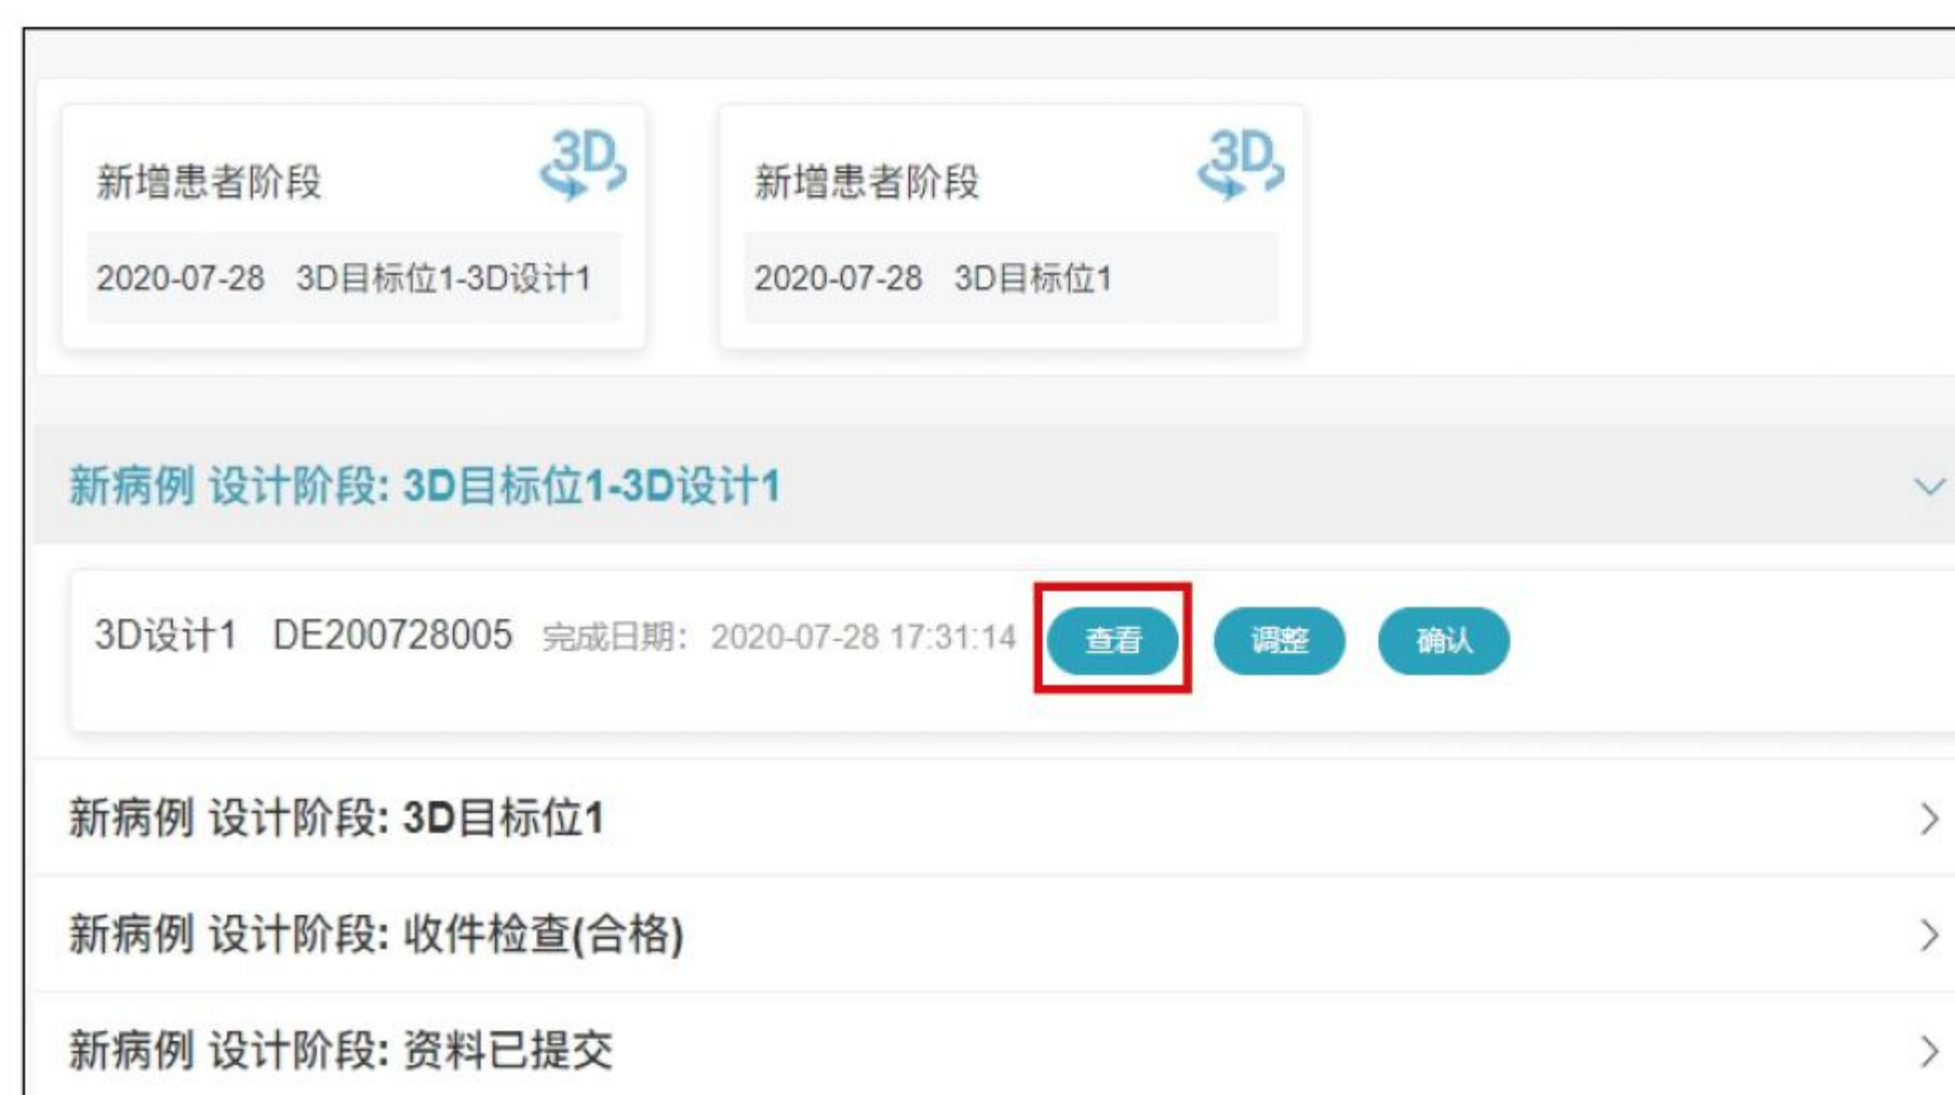 新增患者阶段 3D
2020-07-28 3D目标位1-3D设计1
新增患者阶段 3D
2020-07-28 3D目标位1
新病例 设计阶段: 3D目标位1-3D设计1
3D设计1 DE200728005 完成日期: 2020-07-28 17:31:14 查看 调整 确认
新病例 设计阶段: 3D目标位1
新病例 设计阶段: 收件检查(合格)
新病例 设计阶段: 资料已提交